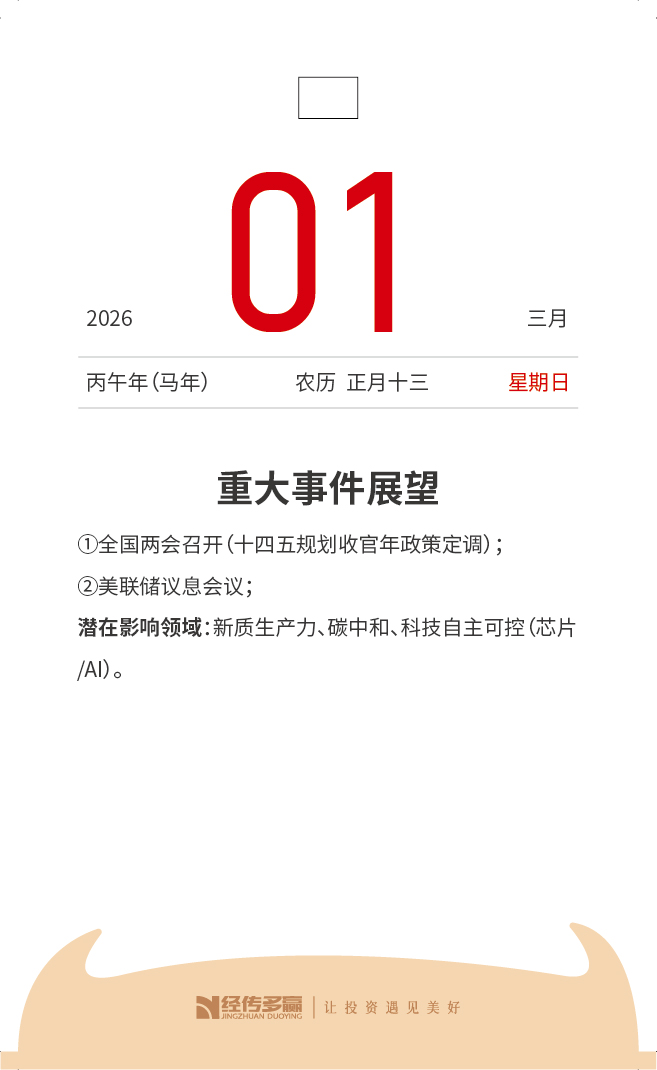 01
2026
三月
丙午年（马年）
农历 正月十三
星期日
重大事件展望
①全国两会召开（十四五规划收官年政策定调）；
②美联储议息会议；
潜在影响领域：新质生产力、碳中和、科技自主可控（芯片
/AI）。
经传多赢
JINGZHUAN DUOYING
让投资遇见美好